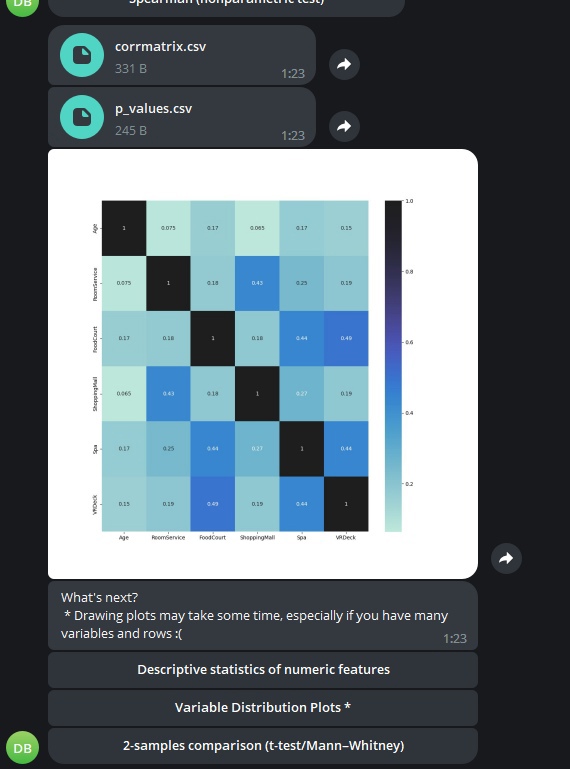 DB
Spearman (nonparametric test)
corrmatrix.csv
331 B
1:23
p_values.csv
245 B
1:23
1.0
Age 1 0.075 0.17 0.065 0.17 0.15
0.8
RoomService 0.075 1 0.18 0.43 0.25 0.19
0.6
FoodCourt 0.17 0.18 1 0.18 0.44 0.49
ShoppingMall 0.065 0.43 0.18 1 0.27 0.19
0.4
Spa 0.17 0.25 0.44 0.27 1 0.44
0.2
VRDeck 0.15 0.19 0.49 0.19 0.44 1
Age RoomService FoodCourt ShoppingMall Spa VRDeck
What's next?
* Drawing plots may take some time, especially if you have many
variables and rows :(
1:23
Descriptive statistics of numeric features
Variable Distribution Plots *
DB
2-samples comparison (t-test/Mann–Whitney)